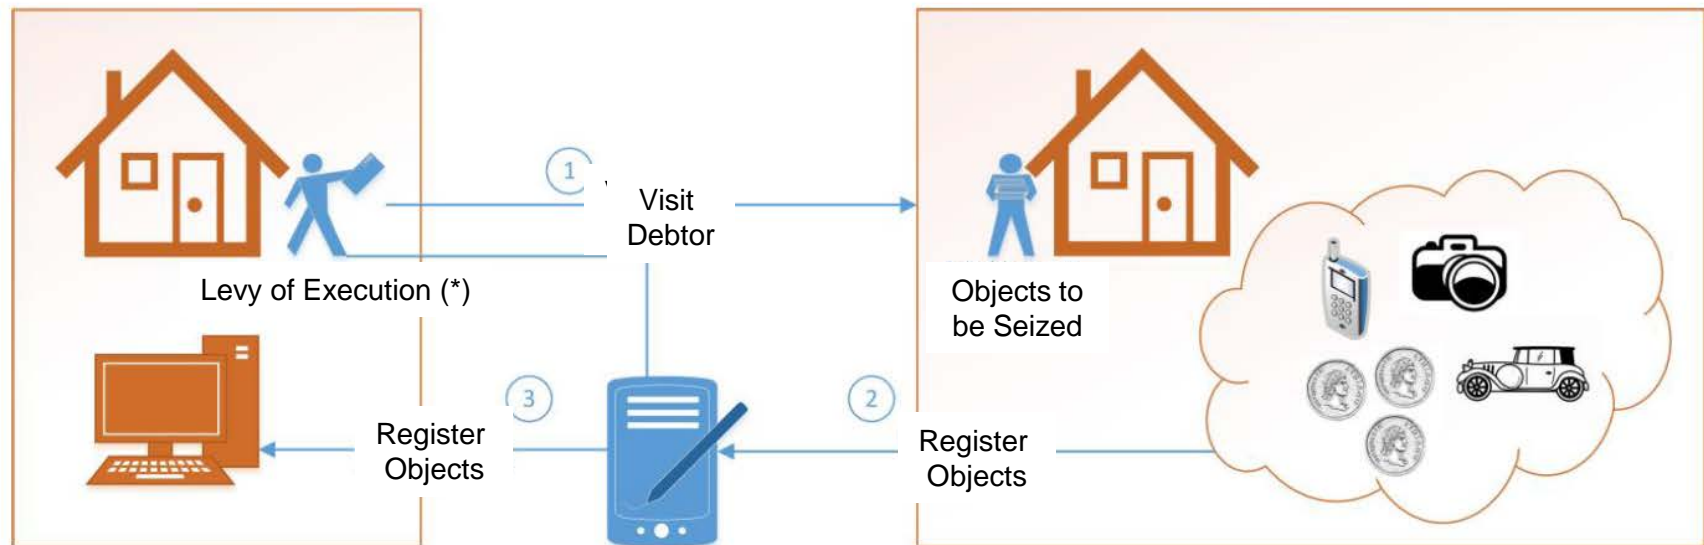 1
Visit
Debtor
Levy of Execution (*)
Objects to
be Seized
3
2
Register
Objects
Register
Objects